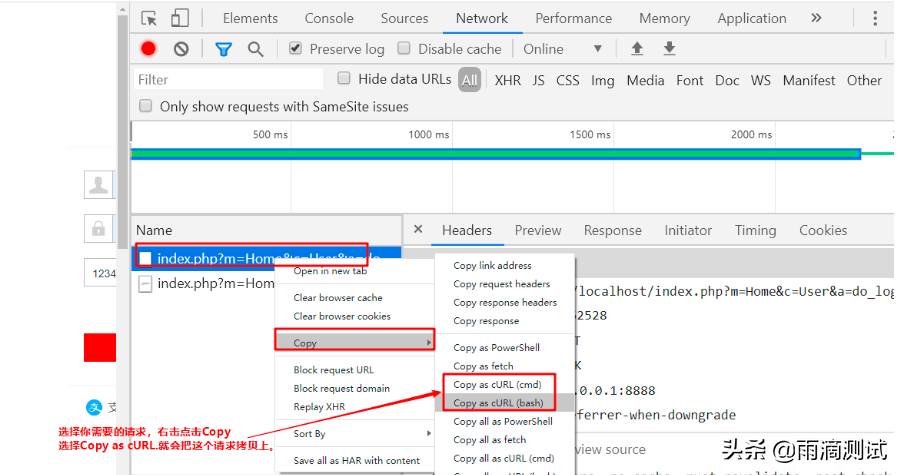 Elements Console Sources Network Performance Memory Application »
Preserve log Disable cache Online
Filter Hide data URLs All XHR JS CSS Img Media Font Doc WS Manifest Other
Only show requests with SameSite issues
500 ms 1000 ms 1500 ms 2000 ms
Name
× Headers Preview Response Initiator Timing Cookies
index.php?m=Home&c=User&a=do
index.php?m=Home
1234
Open in new tab
Clear browser cache
Clear browser cookies
Copy
Block request URL
Block request domain
Replay XHR
Sort By
Save all as HAR with content
Copy link address
Copy request headers
Copy response headers
Copy response
Copy as PowerShell
Copy as fetch
Copy as cURL (cmd)
Copy as cURL (bash)
Copy all as PowerShell
Copy all as fetch
Copy all as cURL (cmd)
/localhost/index.php?m=Home&c=User&a=do_log
2528
T
K
.0.0.1:8888
ferrer-when-downgrade
view source
支
选择你需要的请求，右击点击Copy
选择Copy as cURL.就会把这个请求拷贝上。
头条 @雨滴测试